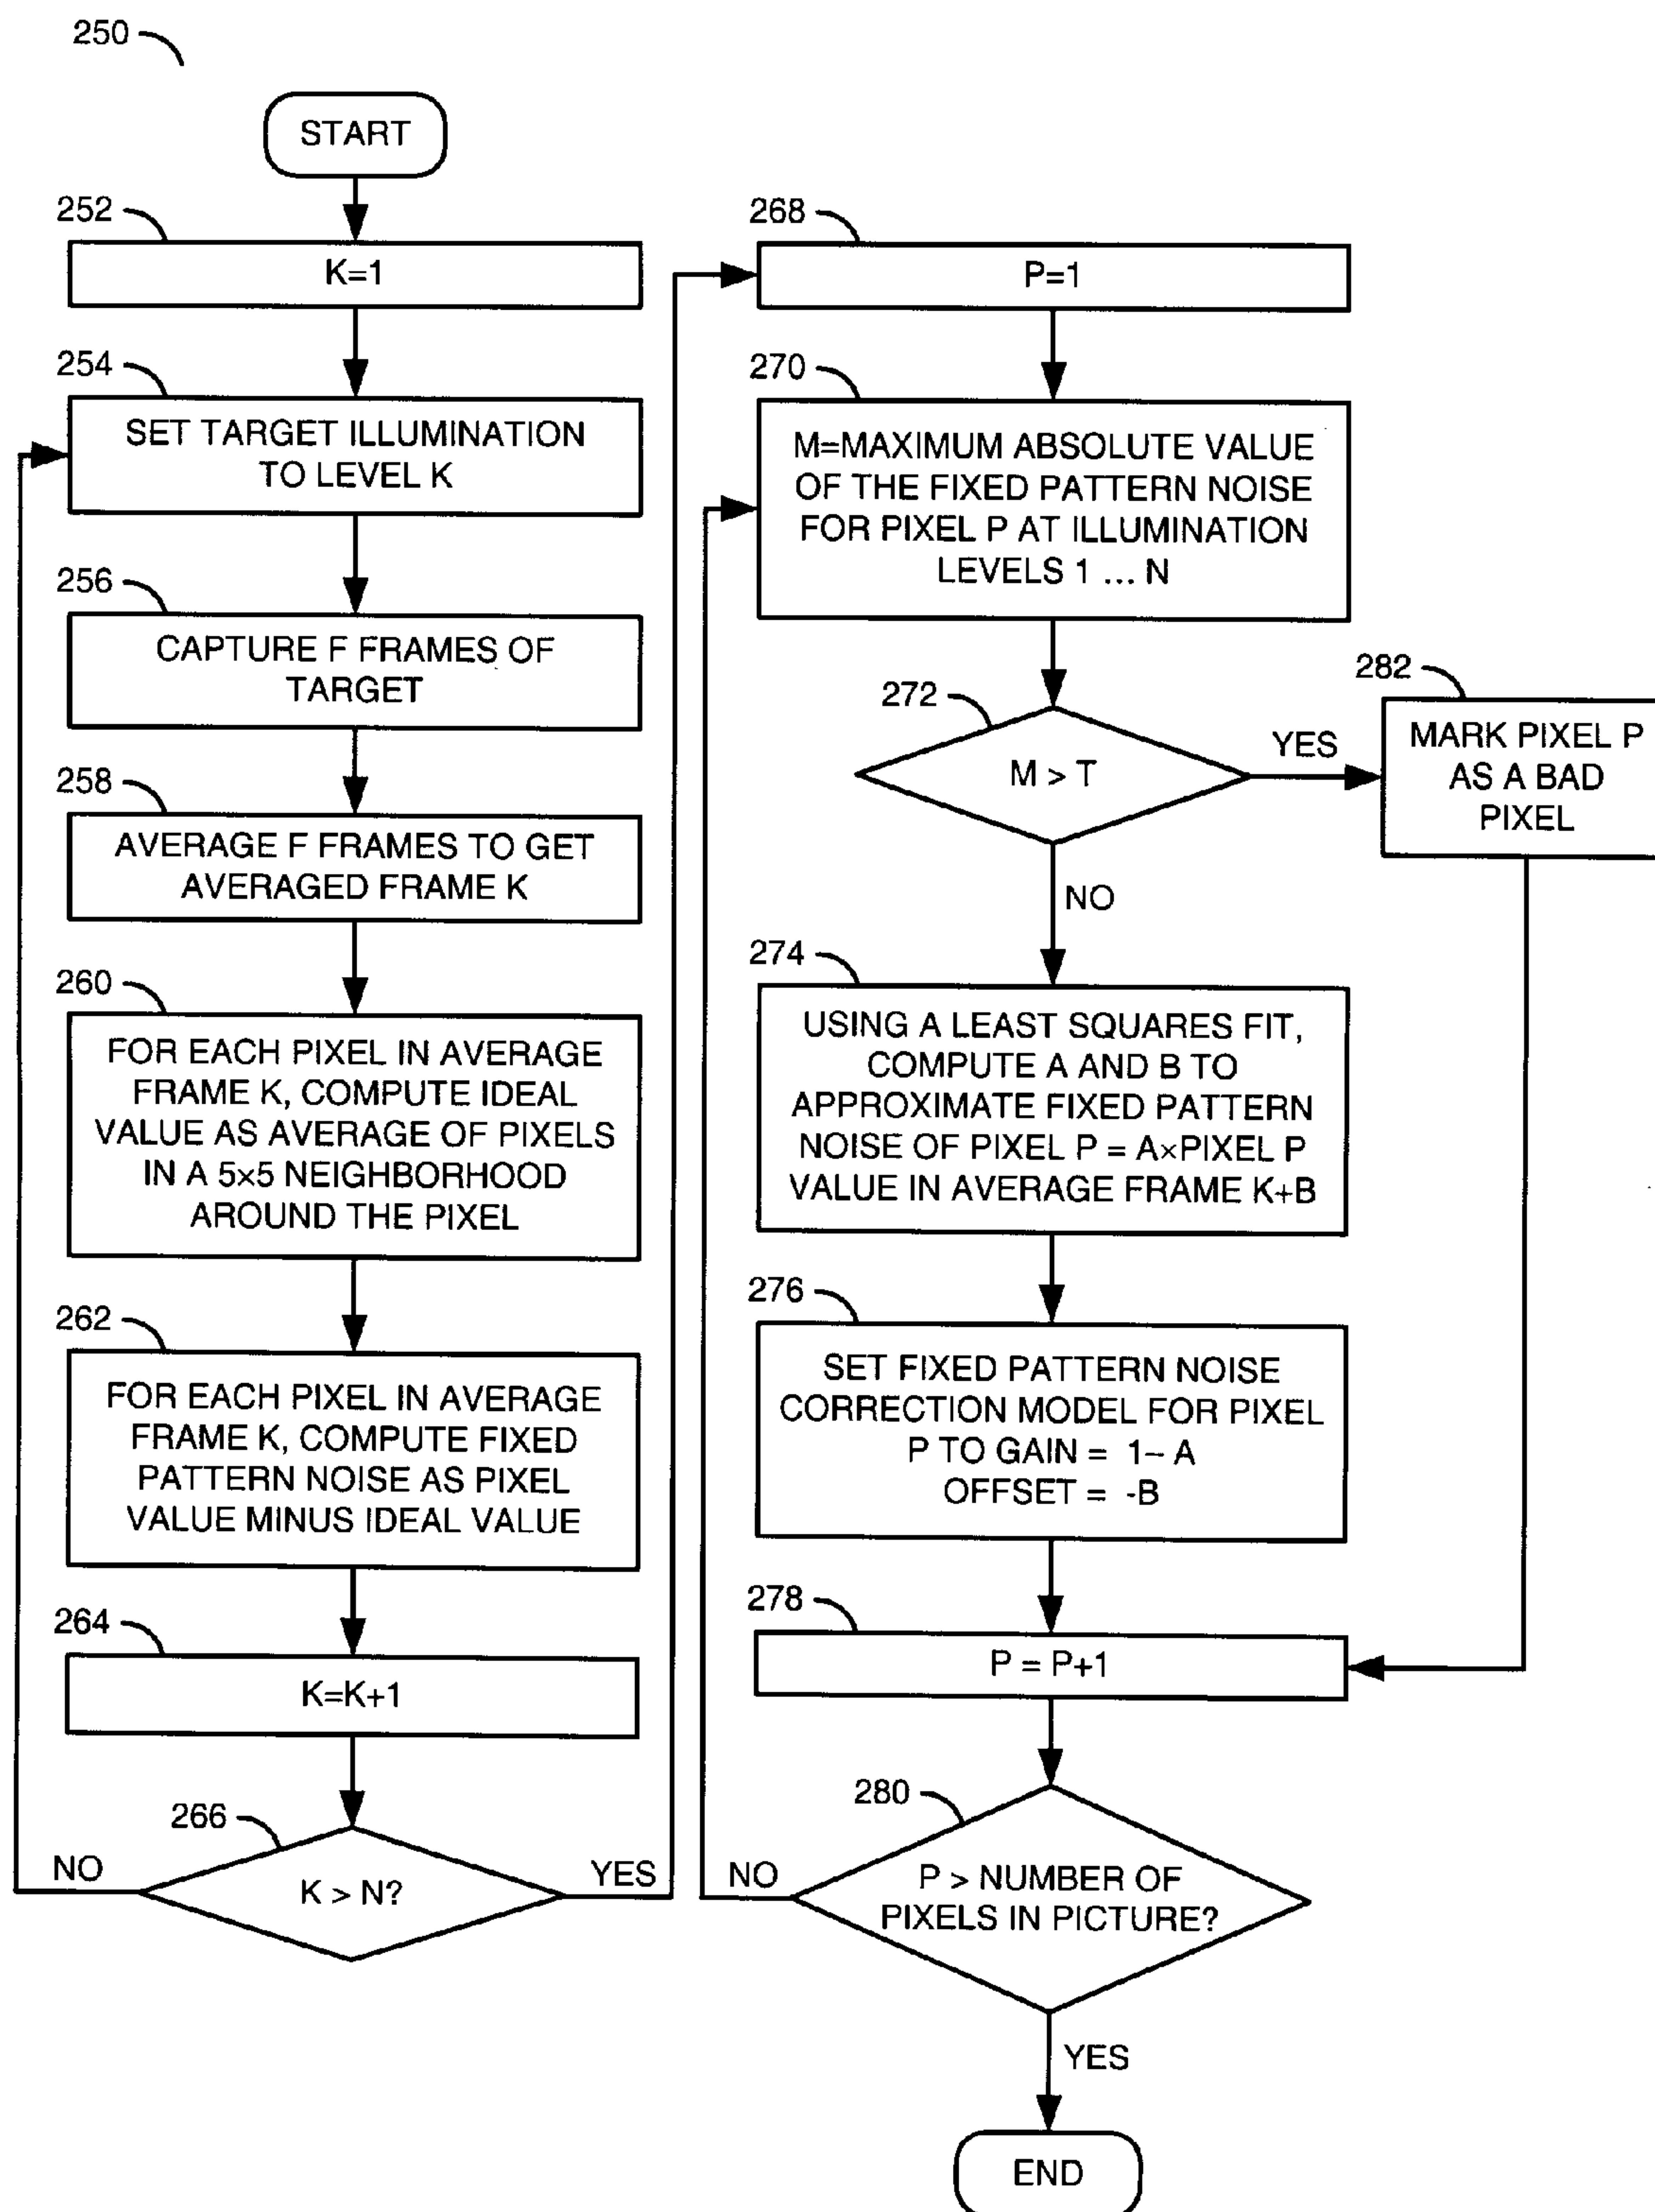 250
START
252
K=1
254
SET TARGET ILLUMINATION
TO LEVEL K
256
CAPTURE F FRAMES OF
TARGET
258
AVERAGE F FRAMES TO GET
AVERAGED FRAME K
260
FOR EACH PIXEL IN AVERAGE
FRAME K, COMPUTE IDEAL
VALUE AS AVERAGE OF PIXELS
IN A 5×5 NEIGHBORHOOD
AROUND THE PIXEL
262
FOR EACH PIXEL IN AVERAGE
FRAME K, COMPUTE FIXED
PATTERN NOISE AS PIXEL
VALUE MINUS IDEAL VALUE
264
K=K+1
266
K > N?
NO
YES
268
P=1
270
M=MAXIMUM ABSOLUTE VALUE
OF THE FIXED PATTERN NOISE
FOR PIXEL P AT ILLUMINATION
LEVELS 1 ... N
272
M > T
YES
NO
282
MARK PIXEL P
AS A BAD
PIXEL
274
USING A LEAST SQUARES FIT,
COMPUTE A AND B TO
APPROXIMATE FIXED PATTERN
NOISE OF PIXEL P = A×PIXEL P
VALUE IN AVERAGE FRAME K+B
276
SET FIXED PATTERN NOISE
CORRECTION MODEL FOR PIXEL
P TO GAIN = 1– A
OFFSET = -B
278
P = P+1
280
P > NUMBER OF
PIXELS IN PICTURE?
NO
YES
END